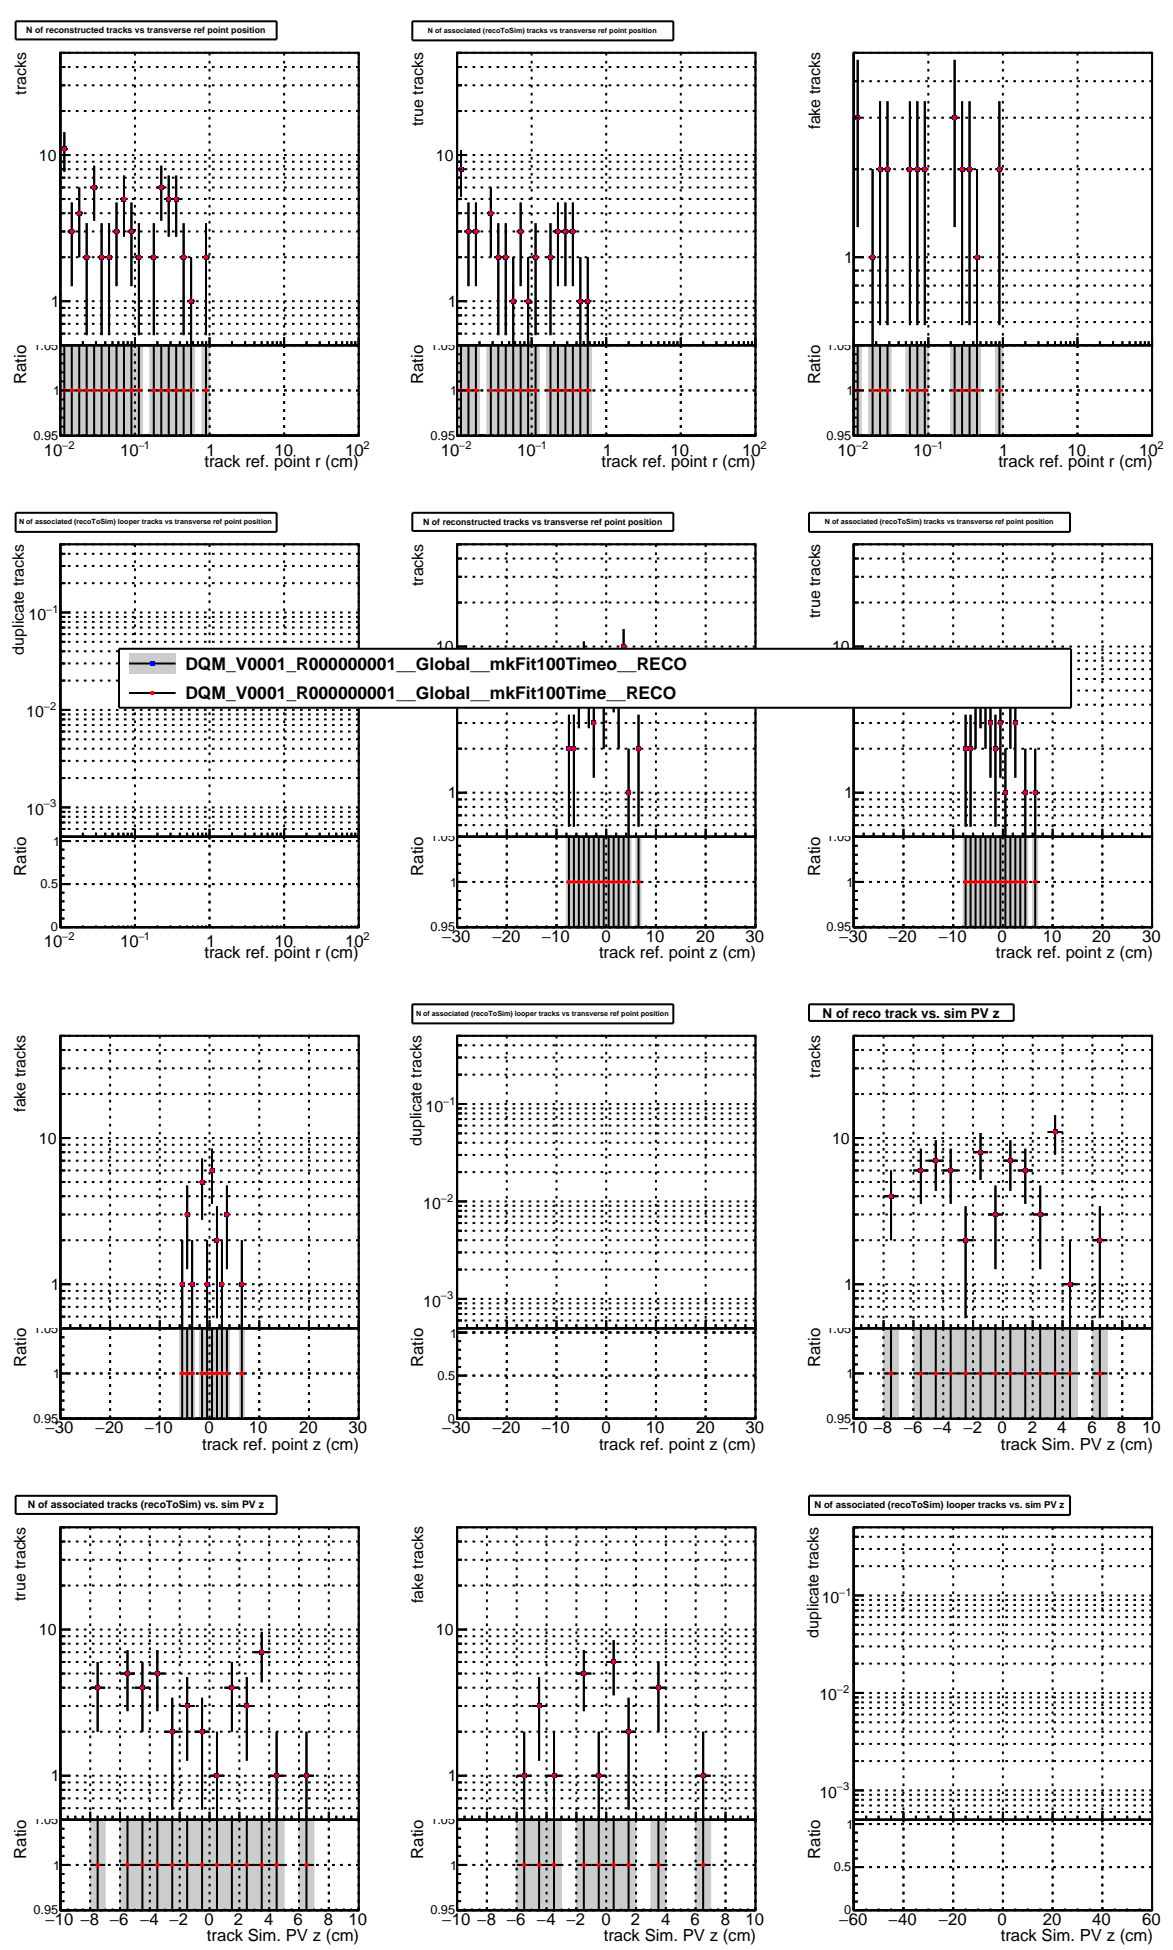 N of reconstructed tracks vs transverse ref point position
tracks
10
1
1.05
Ratio
1
0.95
10−2 10−1 1 10 102
track ref. point r (cm)
N of associated (recoToSim) tracks vs transverse ref point position
true tracks
10
1
1.05
Ratio
1
0.95
10−2 10−1 1 10 102
track ref. point r (cm)
fake tracks
1
1.05
Ratio
1
0.95
10−2 10−1 1 10 102
track ref. point r (cm)
N of associated (recoToSim) looper tracks vs transverse ref point position
duplicate tracks
10−1
10−2
10−3
Ratio
1
0.5
0
10−2 10−1 1 10 102
track ref. point r (cm)
N of reconstructed tracks vs transverse ref point position
tracks
10
1
1.05
Ratio
1
0.95
−30 −20 −10 0 10 20 30
track ref. point z (cm)
N of associated (recoToSim) tracks vs transverse ref point position
true tracks
1
1.05
Ratio
1
0.95
−30 −20 −10 0 10 20 30
track ref. point z (cm)
DQM_V0001_R000000001__Global__mkFit100Timeo__RECO
DQM_V0001_R000000001__Global__mkFit100Time__RECO
fake tracks
10
1
1.05
Ratio
1
0.95
−30 −20 −10 0 10 20 30
track ref. point z (cm)
N of associated (recoToSim) looper tracks vs transverse ref point position
duplicate tracks
10−1
10−2
10−3
Ratio
1
0.5
0
−30 −20 −10 0 10 20 30
track ref. point z (cm)
N of reco track vs. sim PV z
tracks
10
1
1.05
Ratio
1
0.95
−10 −8 −6 −4 −2 0 2 4 6 8 10
track Sim. PV z (cm)
N of associated tracks (recoToSim) vs. sim PV z
true tracks
10
1
1.05
Ratio
1
0.95
−10 −8 −6 −4 −2 0 2 4 6 8 10
track Sim. PV z (cm)
fake tracks
10
1
1.05
Ratio
1
0.95
−10 −8 −6 −4 −2 0 2 4 6 8 10
track Sim. PV z (cm)
N of associated (recoToSim) looper tracks vs. sim PV z
duplicate tracks
10−1
10−2
10−3
Ratio
1
0.5
0
−60 −40 −20 0 20 40 60
track Sim. PV z (cm)